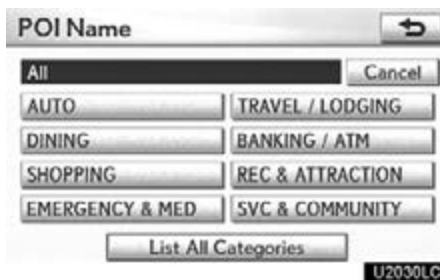 POI Name
All Cancel
AUTO TRAVEL / LODGING
DINING BANKING / ATM
SHOPPING REC & ATTRACTION
EMERGENCY & MED SVC & COMMUNITY
List All Categories
U2030LC